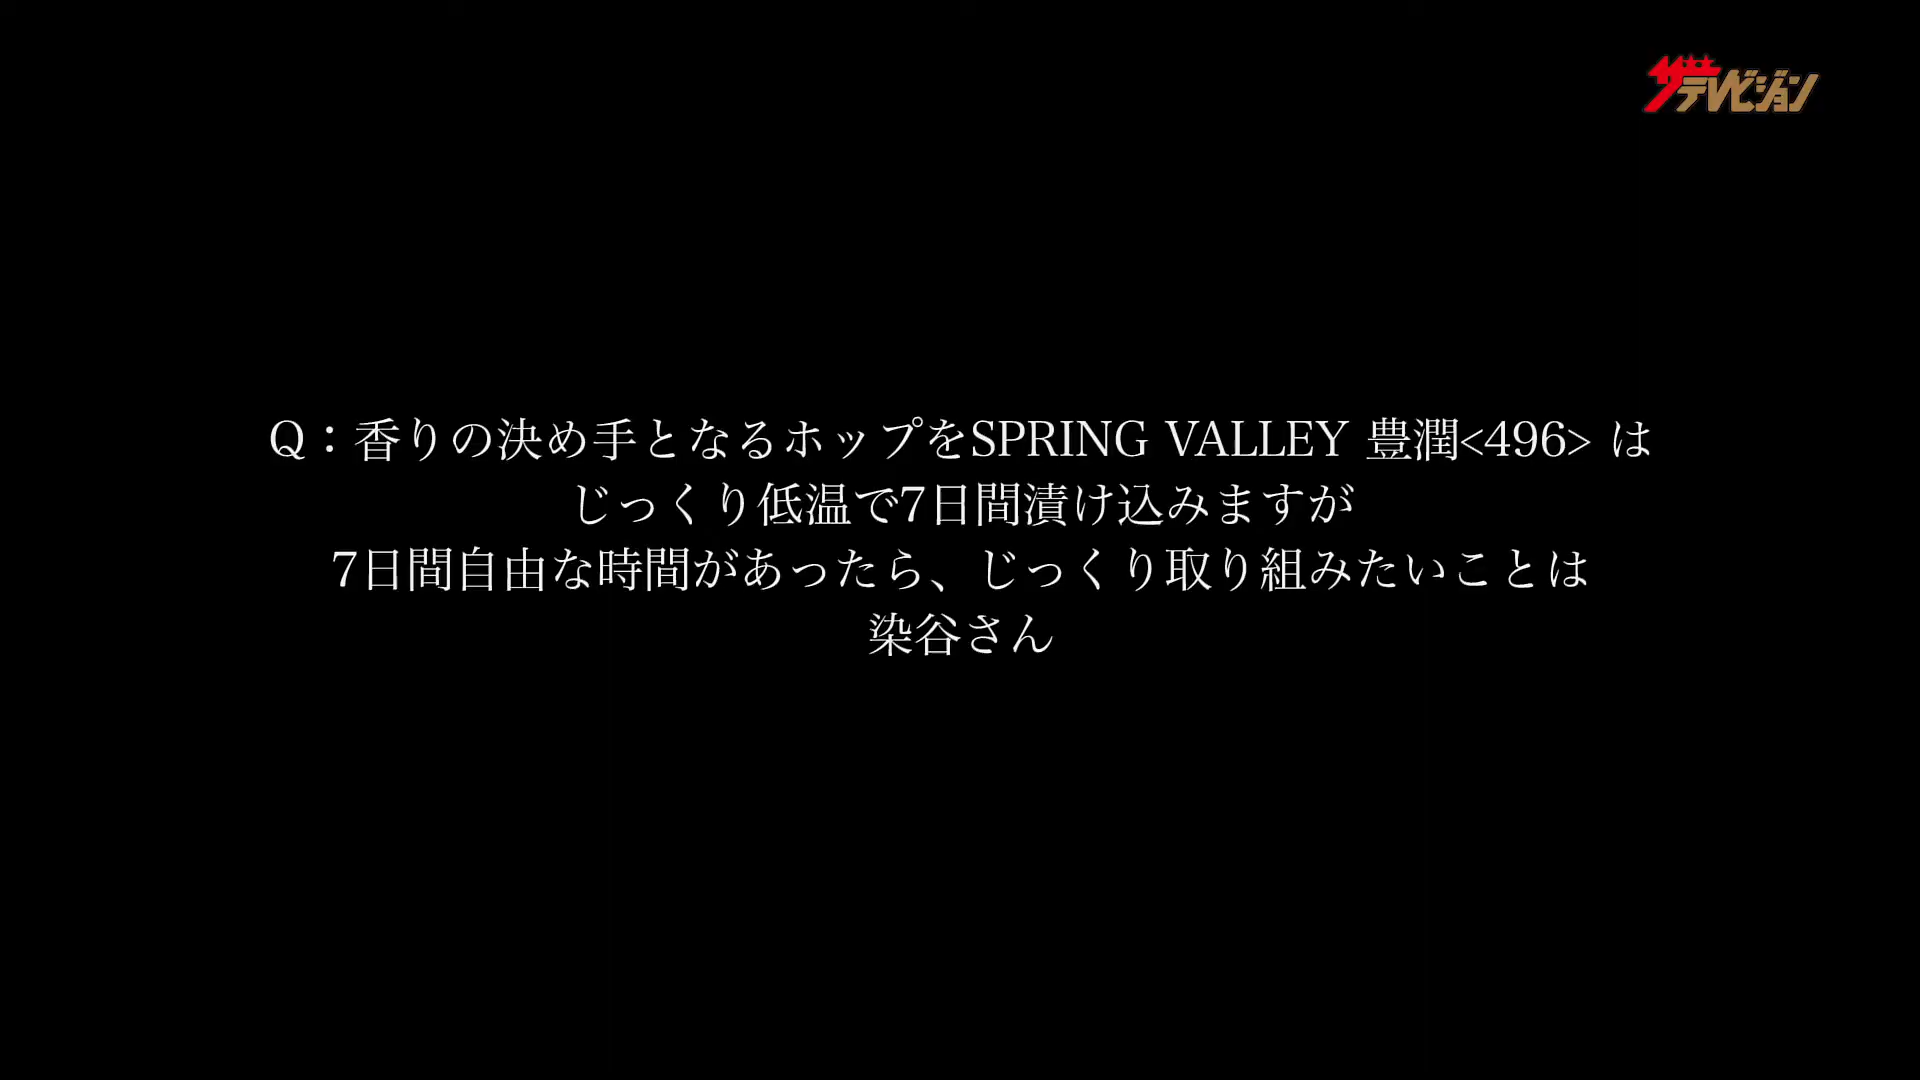 ザテレビジョン
Q：香りの決め手となるホップをSPRING VALLEY 豊潤<496> は
じっくり低温で7日間漬け込みますが
7日間自由な時間があったら、じっくり取り組みたいことは
染谷さん